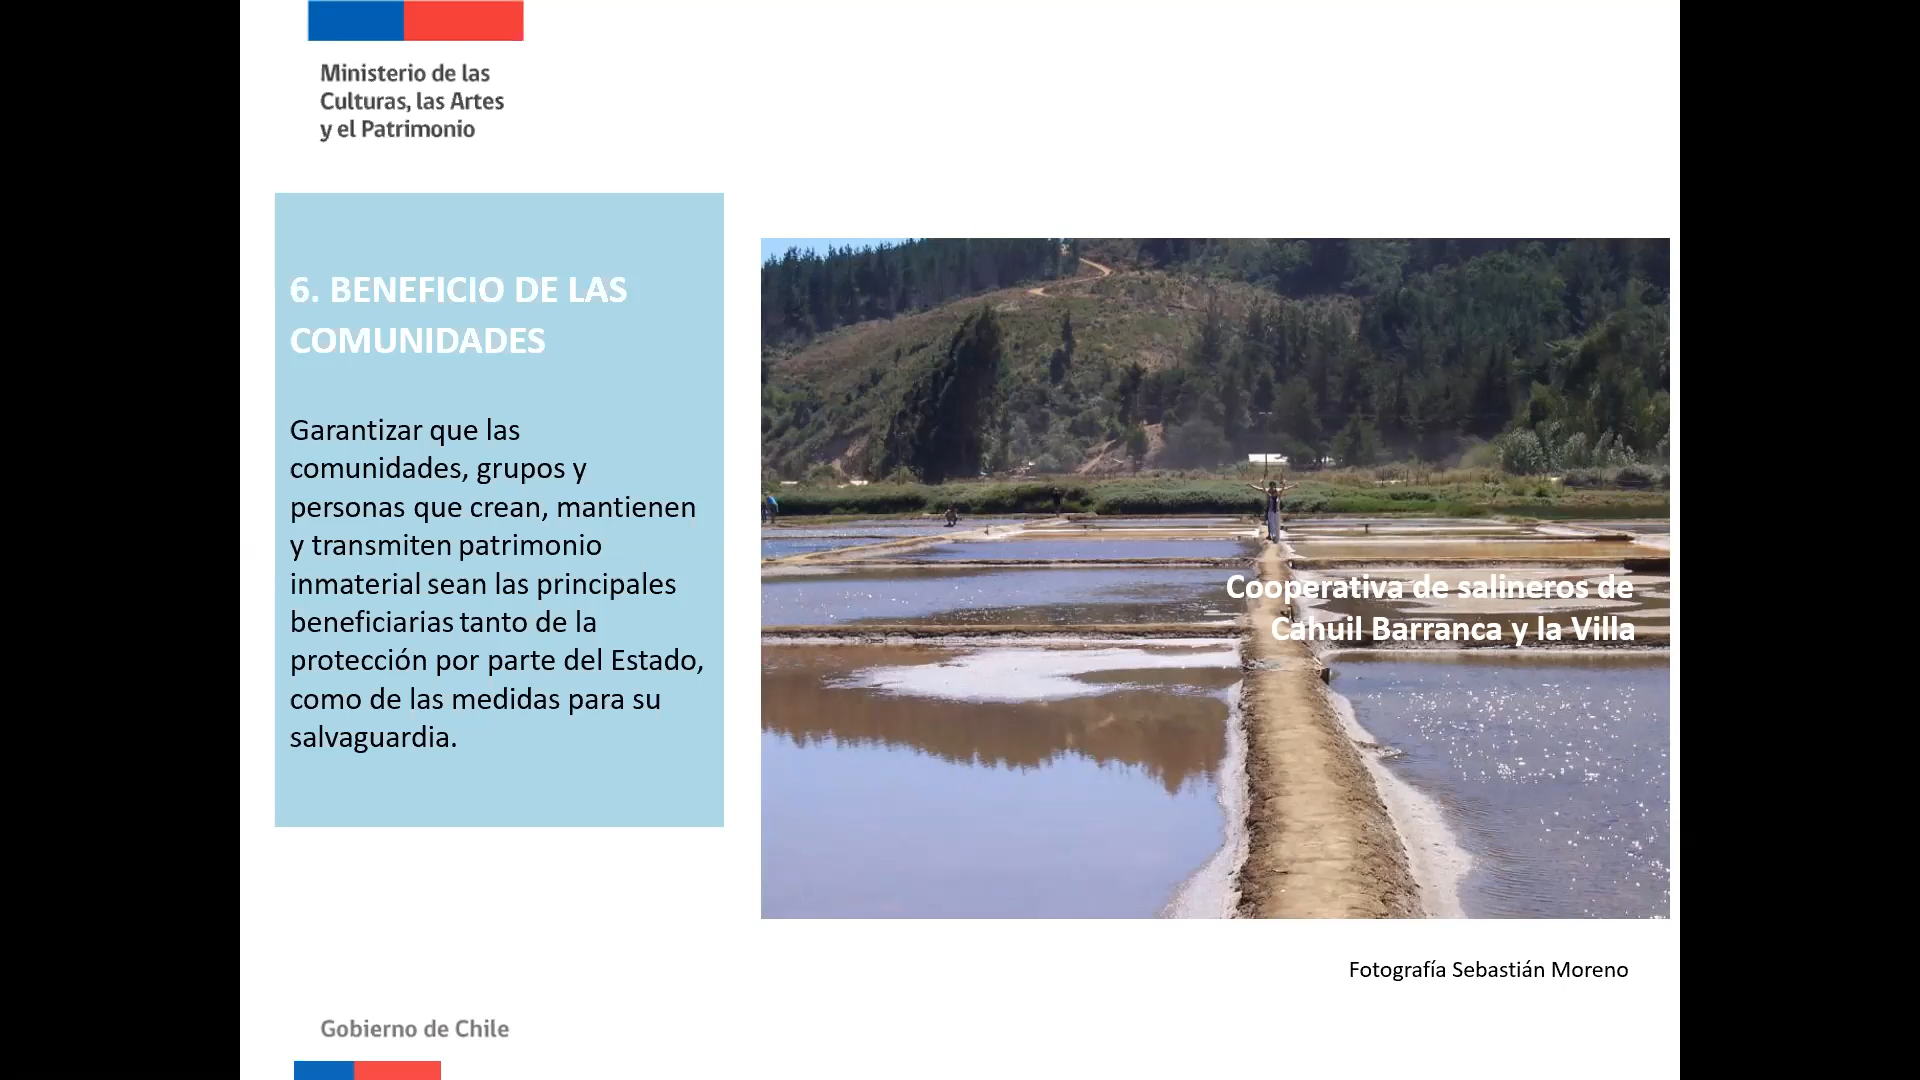 Ministerio de las
Culturas, las Artes
y el Patrimonio
6. BENEFICIO DE LAS
COMUNIDADES
Garantizar que las
comunidades, grupos y
personas que crean, mantienen
y transmiten patrimonio
inmaterial sean las principales
beneficiarias tanto de la
protección por parte del Estado,
como de las medidas para su
salvaguardia.
Cooperativa de salineros de
Cahuil Barranca y la Villa
Fotografía Sebastián Moreno
Gobierno de Chile